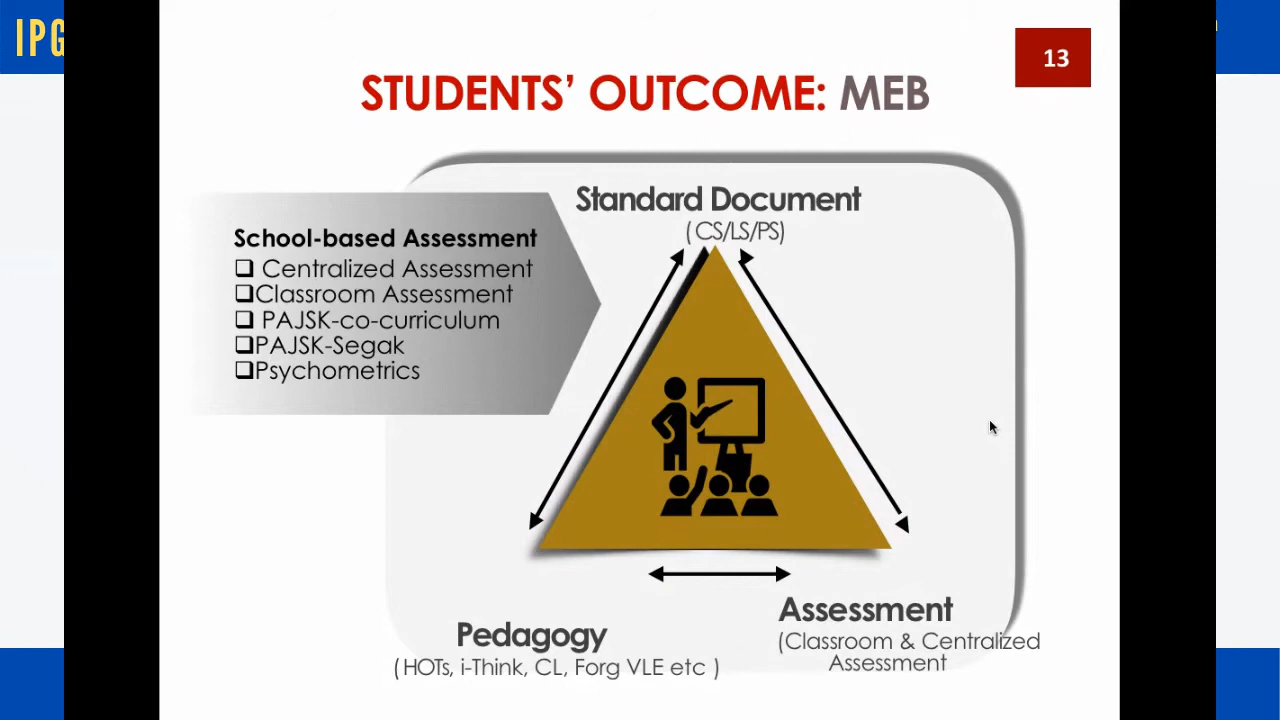 IPG
13
STUDENTS’ OUTCOME: MEB
Standard Document
(CS/LS/PS)
School-based Assessment
❑ Centralized Assessment
❑Classroom Assessment
❑ PAJSK-co-curriculum
❑PAJSK-Segak
❑Psychometrics
Pedagogy
(HOTs, i-Think, CL, Forg VLE etc )
Assessment
(Classroom & Centralized
Assessment